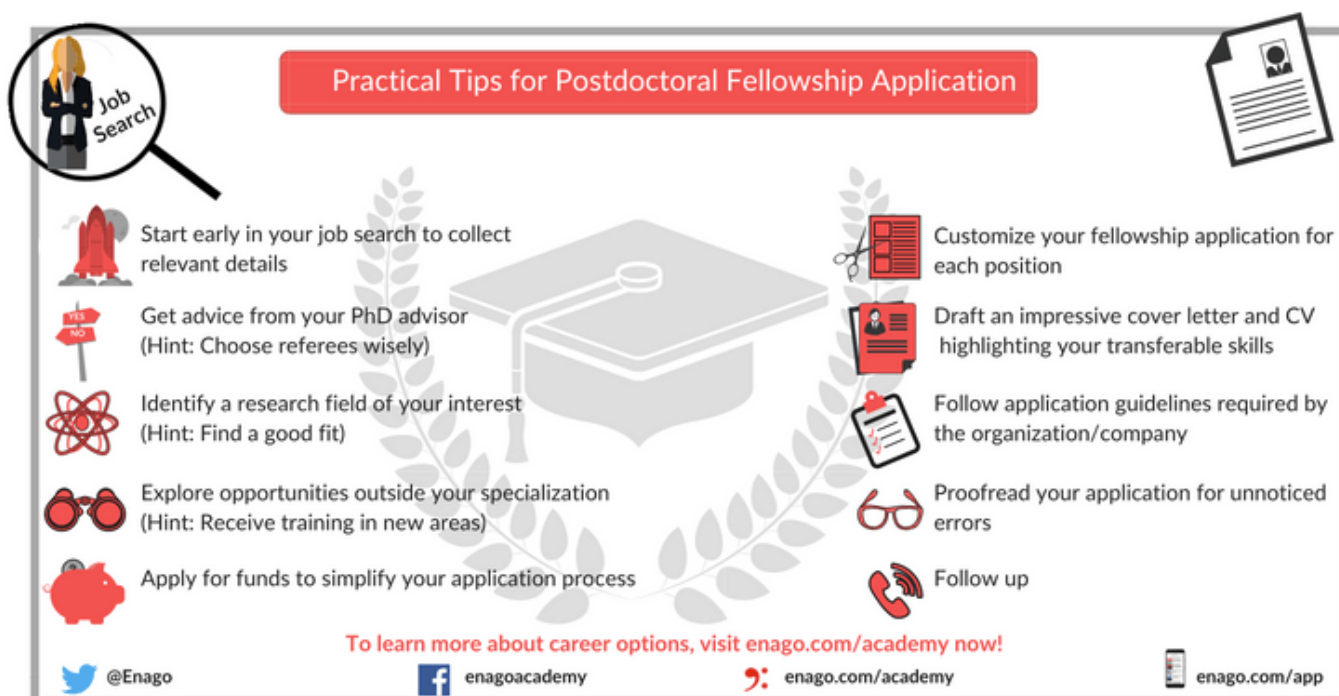 Job
Search
Practical Tips for Postdoctoral Fellowship Application
Start early in your job search to collect
relevant details
YES
NO
Get advice from your PhD advisor
(Hint: Choose referees wisely)
Identify a research field of your interest
(Hint: Find a good fit)
Explore opportunities outside your specialization
(Hint: Receive training in new areas)
Apply for funds to simplify your application process
Customize your fellowship application for
each position
Draft an impressive cover letter and CV
highlighting your transferable skills
Follow application guidelines required by
the organization/company
Proofread your application for unnoticed
errors
Follow up
To learn more about career options, visit enago.com/academy now!
@Enago
enagoacademy
enago.com/academy
enago.com/app